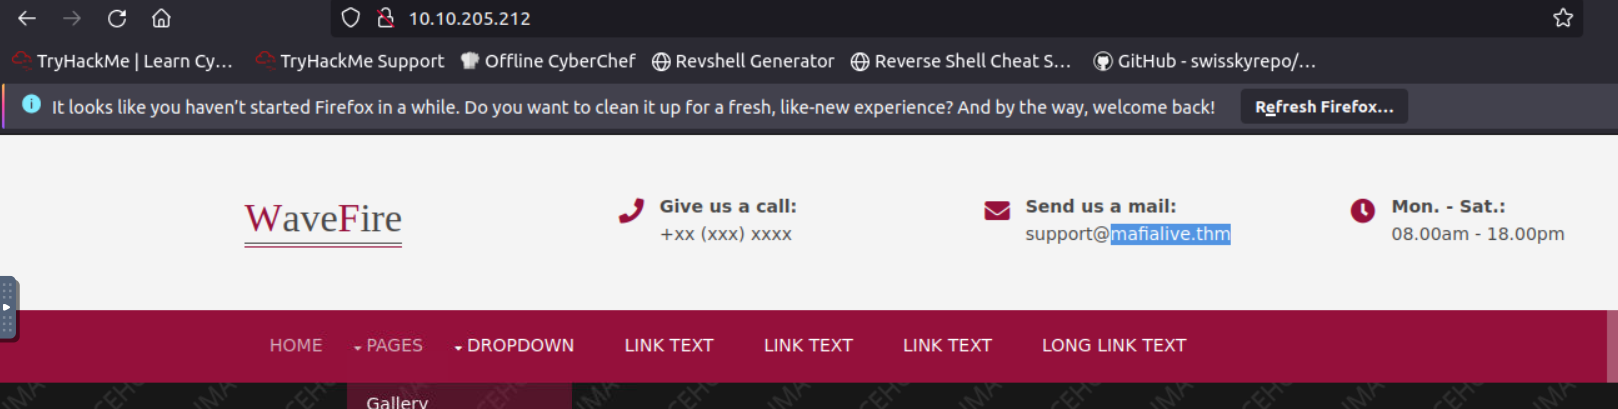 10.10.205.212
TryHackMe | Learn Cy... TryHackMe Support Offline CyberChef Revshell Generator Reverse Shell Cheat S... GitHub - swisskyrepo/...
It looks like you haven't started Firefox in a while. Do you want to clean it up for a fresh, like-new experience? And by the way, welcome back! Refresh Firefox...
WaveFire
Give us a call:
+xx (xxx) xxxx
Send us a mail:
support@mafialive.thm
Mon. - Sat.:
08.00am - 18.00pm
HOME PAGES DROPDOWN LINK TEXT LINK TEXT LINK TEXT LONG LINK TEXT
Gallery